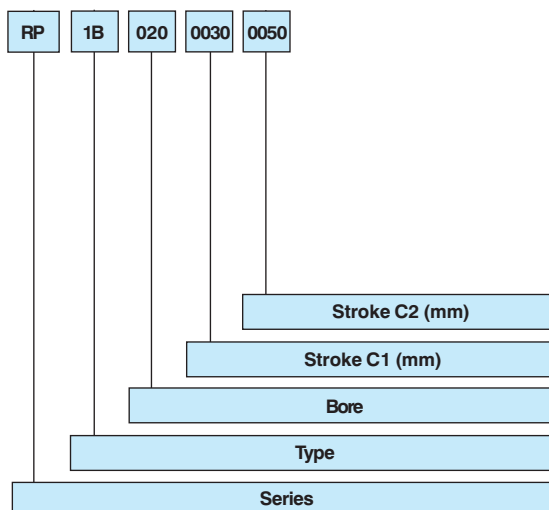 RP 1B 020 0030 0050
Stroke C2 (mm)
Stroke C1 (mm)
Bore
Type
Series